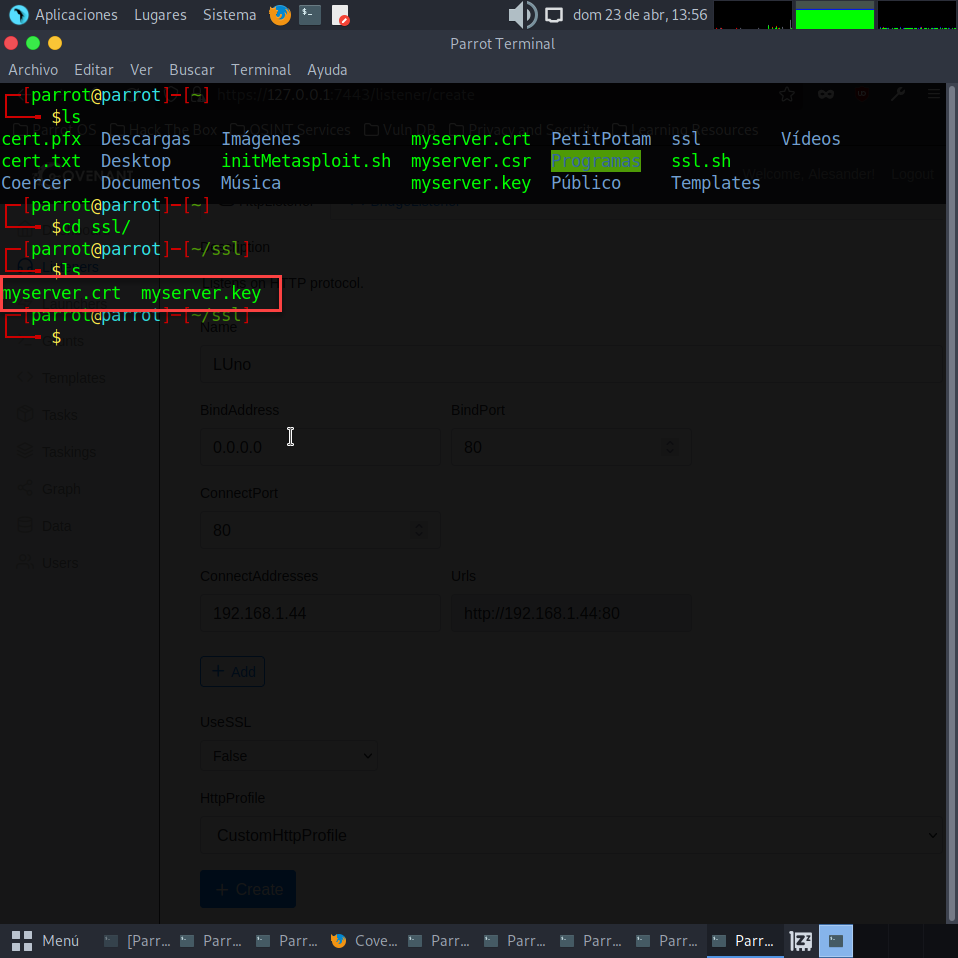 Aplicaciones Lugares Sistema dom 23 de abr, 13:56
Parrot Terminal
Archivo Editar Ver Buscar Terminal Ayuda
┌─[parrot@parrot]─[~]
└──╼ $ls
https://127.0.0.1:7443/listener/create
cert.pfx Descargas Imágenes myserver.crt PetitPotam ssl Vídeos
cert.txt Desktop initMetasploit.sh myserver.csr Programas ssl.sh
Coercer Documentos Música myserver.key Público Templates
Welcome, Alesander! Logout
┌─[parrot@parrot]─[~]
└──╼ $cd ssl/
┌─[parrot@parrot]─[~/ssl]
└──╼ $ls
Listens on HTTP protocol.
myserver.crt myserver.key
┌─[parrot@parrot]─[~/ssl]
└──╼ $
Name
LUno
Templates
BindAddress BindPort
Tasks
0.0.0.0 80
Taskings
Graph
ConnectPort
Data
80
Users
ConnectAddresses Urls
192.168.1.44 http://192.168.1.44:80
+ Add
UseSSL
False
HttpProfile
CustomHttpProfile
+ Create
Menú [Parr... Parr... Parr... Cove... Parr... Parr... Parr... Parr... Parr...